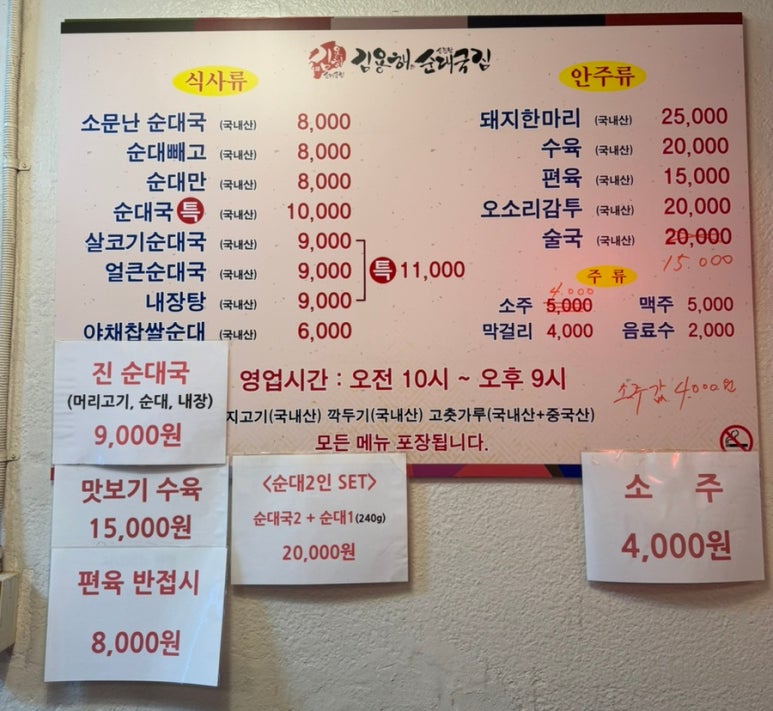 김용해의 순대국집
식사류
소문난 순대국 (국내산) 8,000
순대빼고 (국내산) 8,000
순대만 (국내산) 8,000
순대국 특 (국내산) 10,000
살코기순대국 (국내산) 9,000
얼큰순대국 (국내산) 9,000 특 11,000
내장탕 (국내산) 9,000
야채찹쌀순대 (국내산) 6,000
안주류
돼지한마리 (국내산) 25,000
수육 (국내산) 20,000
편육 (국내산) 15,000
오소리감투 (국내산) 20,000
술국 (국내산) 20,000
15.000
주류
4.000
소주 5,000 맥주 5,000
막걸리 4,000 음료수 2,000
영업시간 : 오전 10시 ~ 오후 9시
소주값 4,000원
지고기(국내산) 깍두기(국내산) 고춧가루(국내산+중국산)
모든 메뉴 포장됩니다.
진 순대국
(머리고기, 순대, 내장)
9,000원
맛보기 수육
15,000원
편육 반접시
8,000원
<순대2인 SET>
순대국2 + 순대1(240g)
20,000원
소 주
4,000원